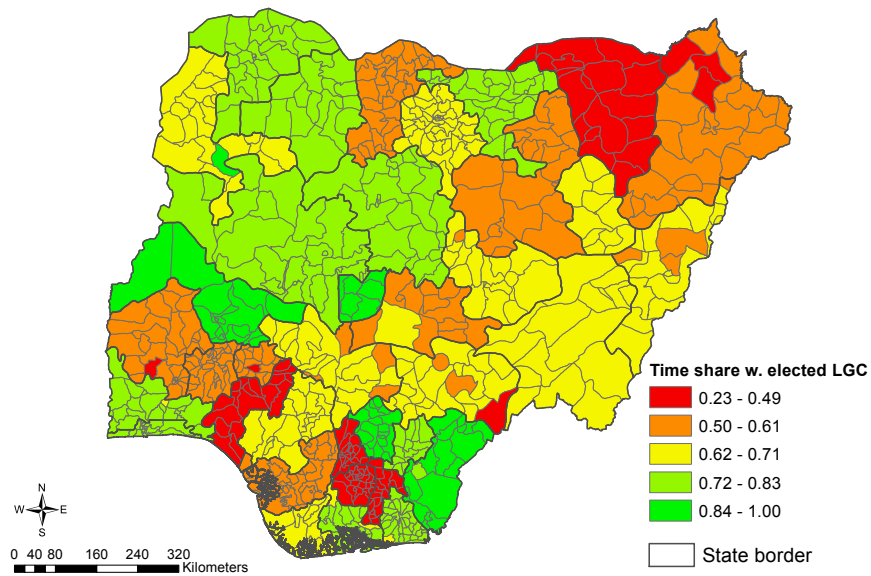 Time share w. elected LGC
0.23 - 0.49
0.50 - 0.61
0.62 - 0.71
0.72 - 0.83
0.84 - 1.00
State border
N
W E
S
0 40 80 160 240 320
Kilometers